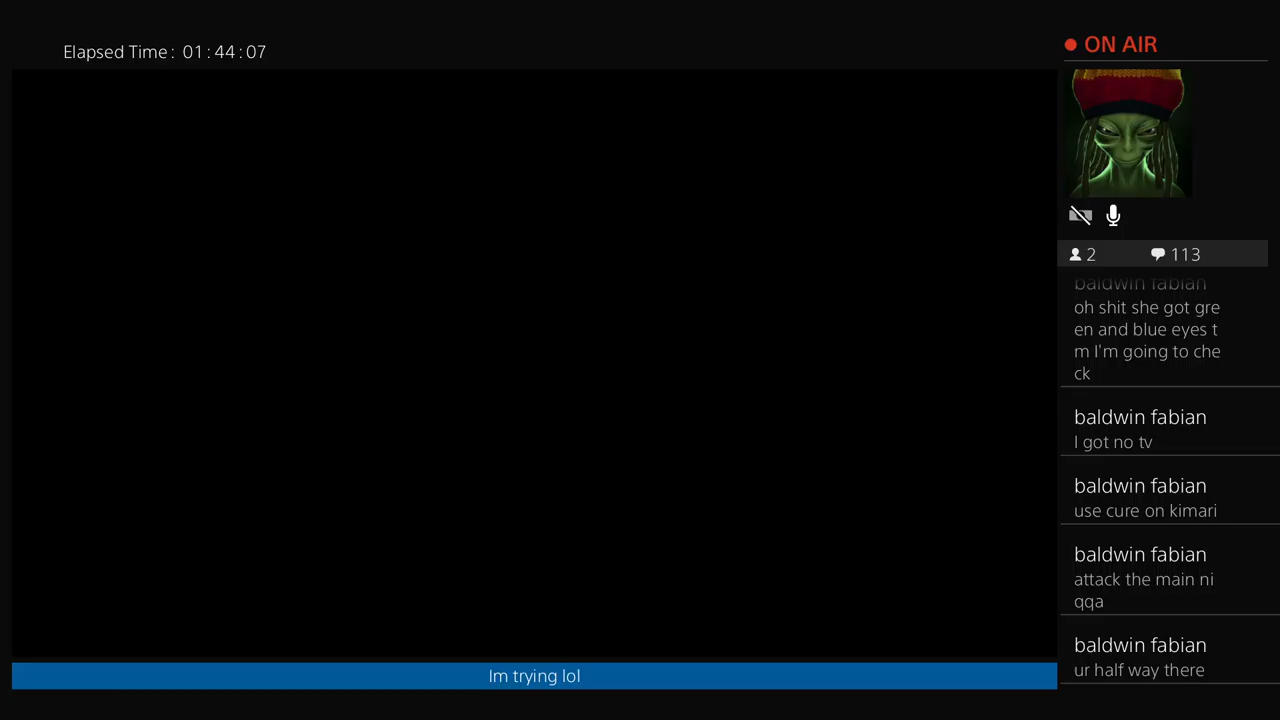 Elapsed Time: 01:44:07
ON AIR
2 113
baldwin fabian
oh shit she got gre
en and blue eyes t
m I'm going to che
ck
baldwin fabian
I got no tv
baldwin fabian
use cure on kimari
baldwin fabian
attack the main ni
qqa
baldwin fabian
ur half way there
Im trying lol